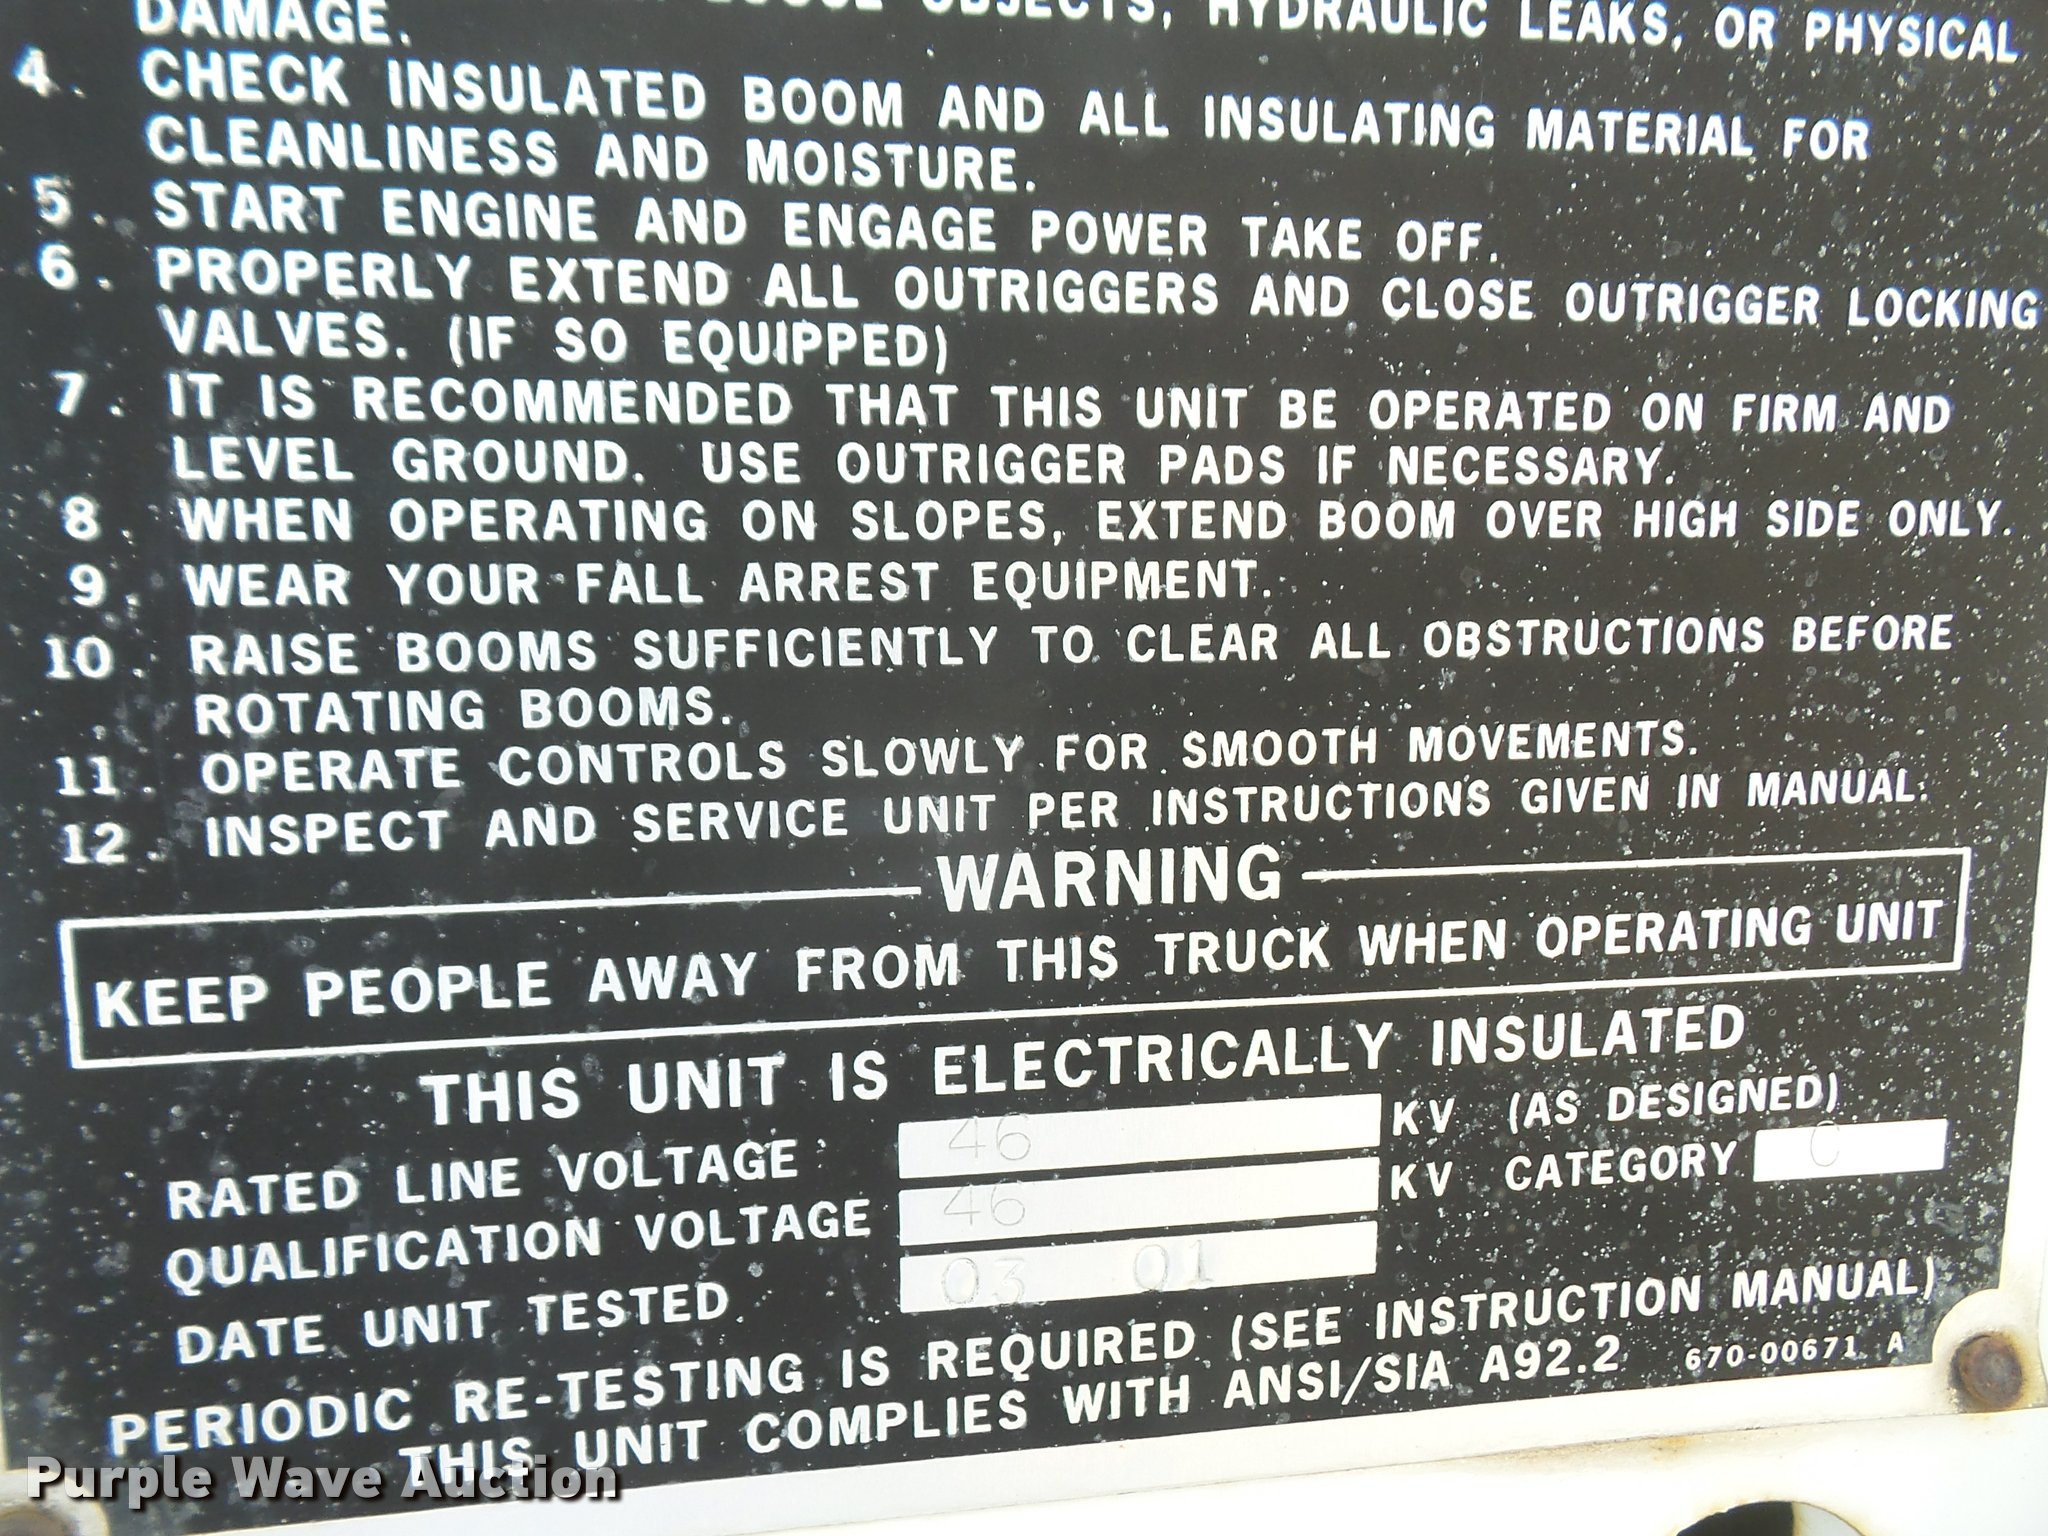 OBJECTS, HYDRAULIC LEAKS, OR PHYSICAL
DAMAGE.
4. CHECK INSULATED BOOM AND ALL INSULATING MATERIAL FOR
CLEANLINESS AND MOISTURE.
5. START ENGINE AND ENGAGE POWER TAKE OFF.
6. PROPERLY EXTEND ALL OUTRIGGERS AND CLOSE OUTRIGGER LOCKING
VALVES. (IF SO EQUIPPED)
7. IT IS RECOMMENDED THAT THIS UNIT BE OPERATED ON FIRM AND
LEVEL GROUND. USE OUTRIGGER PADS IF NECESSARY.
8. WHEN OPERATING ON SLOPES, EXTEND BOOM OVER HIGH SIDE ONLY.
9. WEAR YOUR FALL ARREST EQUIPMENT.
10. RAISE BOOMS SUFFICIENTLY TO CLEAR ALL OBSTRUCTIONS BEFORE
ROTATING BOOMS.
11. OPERATE CONTROLS SLOWLY FOR SMOOTH MOVEMENTS.
12. INSPECT AND SERVICE UNIT PER INSTRUCTIONS GIVEN IN MANUAL.
WARNING
KEEP PEOPLE AWAY FROM THIS TRUCK WHEN OPERATING UNIT
THIS UNIT IS ELECTRICALLY INSULATED
RATED LINE VOLTAGE 46 KV (AS DESIGNED)
QUALIFICATION VOLTAGE 46 KV CATEGORY C
DATE UNIT TESTED 03 01
PERIODIC RE-TESTING IS REQUIRED (SEE INSTRUCTION MANUAL)
THIS UNIT COMPLIES WITH ANSI/SIA A92.2 670-00671 A
Purple Wave Auction